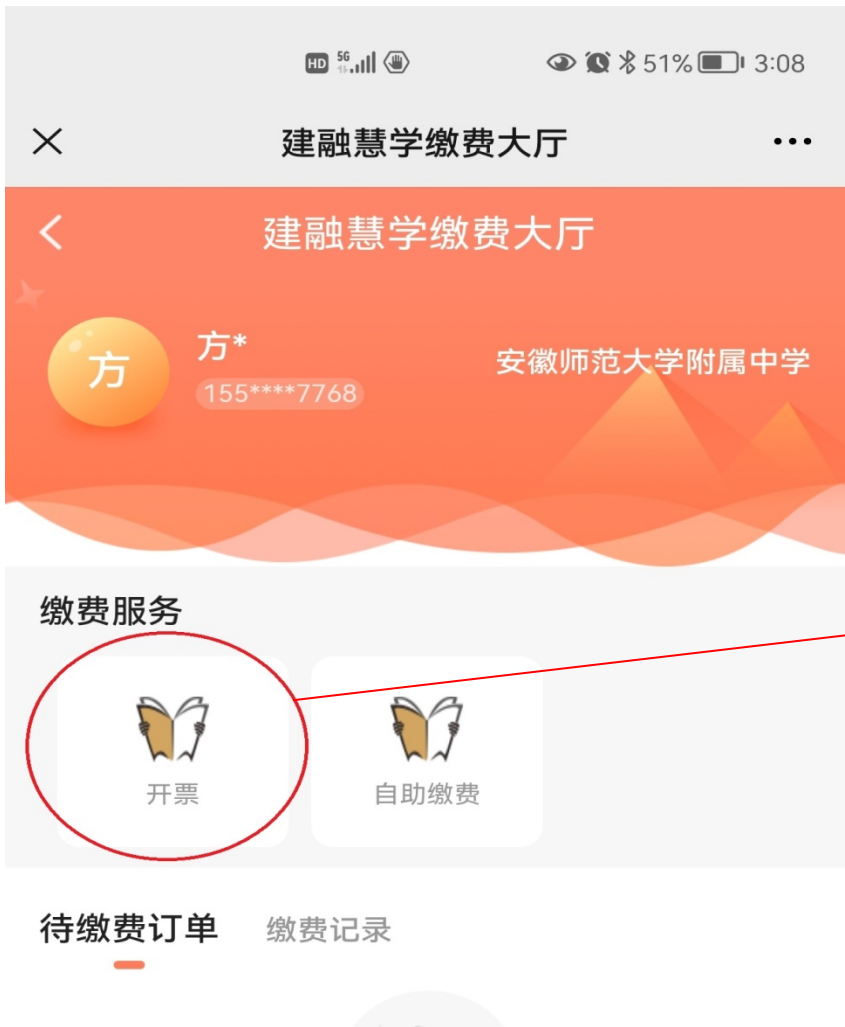 HD 5G 51% 3:08
建融慧学缴费大厅
建融慧学缴费大厅
方
方*
155****7768
安徽师范大学附属中学
缴费服务
开票
自助缴费
待缴费订单
缴费记录